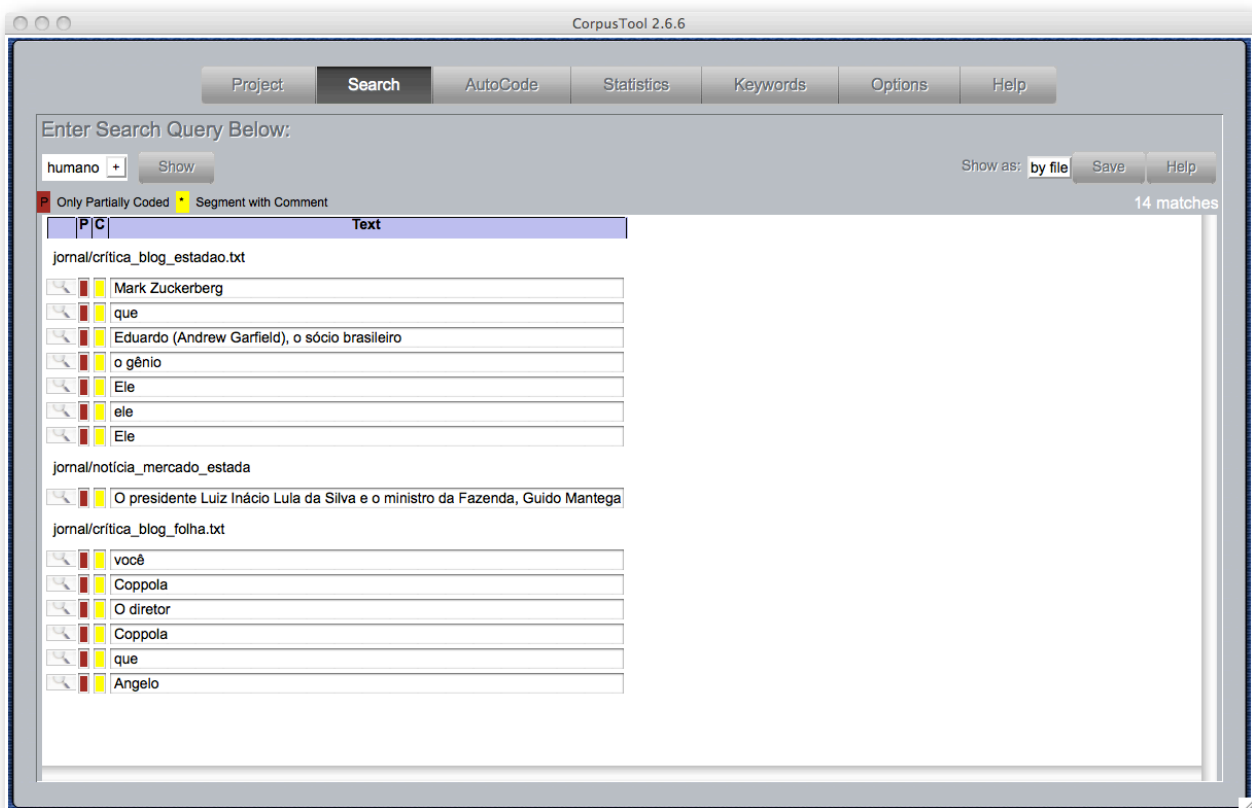 CorpusTool 2.6.6
Project Search AutoCode Statistics Keywords Options Help
Enter Search Query Below:
humano + Show Show as: by file Save Help
P Only Partially Coded * Segment with Comment 14 matches
P C Text
jornal/crítica_blog_estadao.txt
Mark Zuckerberg
que
Eduardo (Andrew Garfield), o sócio brasileiro
o gênio
Ele
ele
Ele
jornal/notícia_mercado_estada
O presidente Luiz Inácio Lula da Silva e o ministro da Fazenda, Guido Mantega
jornal/crítica_blog_folha.txt
você
Coppola
O diretor
Coppola
que
Angelo